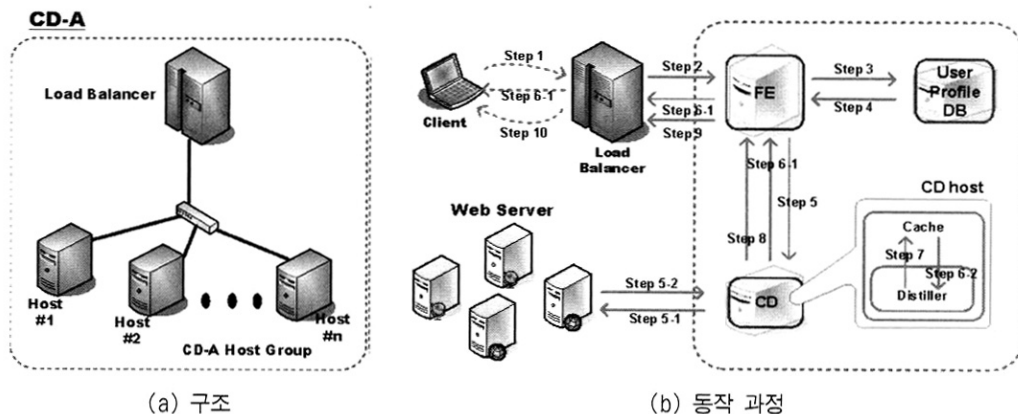 CD-A
Load Balancer
Host
#1
Host
#2
Host
#n
CD-A Host Group
(a) 구조
Step 1
Step 6-1
Step 10
Client
Load
Balancer
Step 2
Step 6-1
Step 9
FE
Step 3
Step 4
User
Profile
DB
Step 6-1
Step 5
Step 8
Web Server
Step 5-2
Step 5-1
CD
CD host
Cache
Step 7
Step 6-2
Distiller
(b) 동작 과정